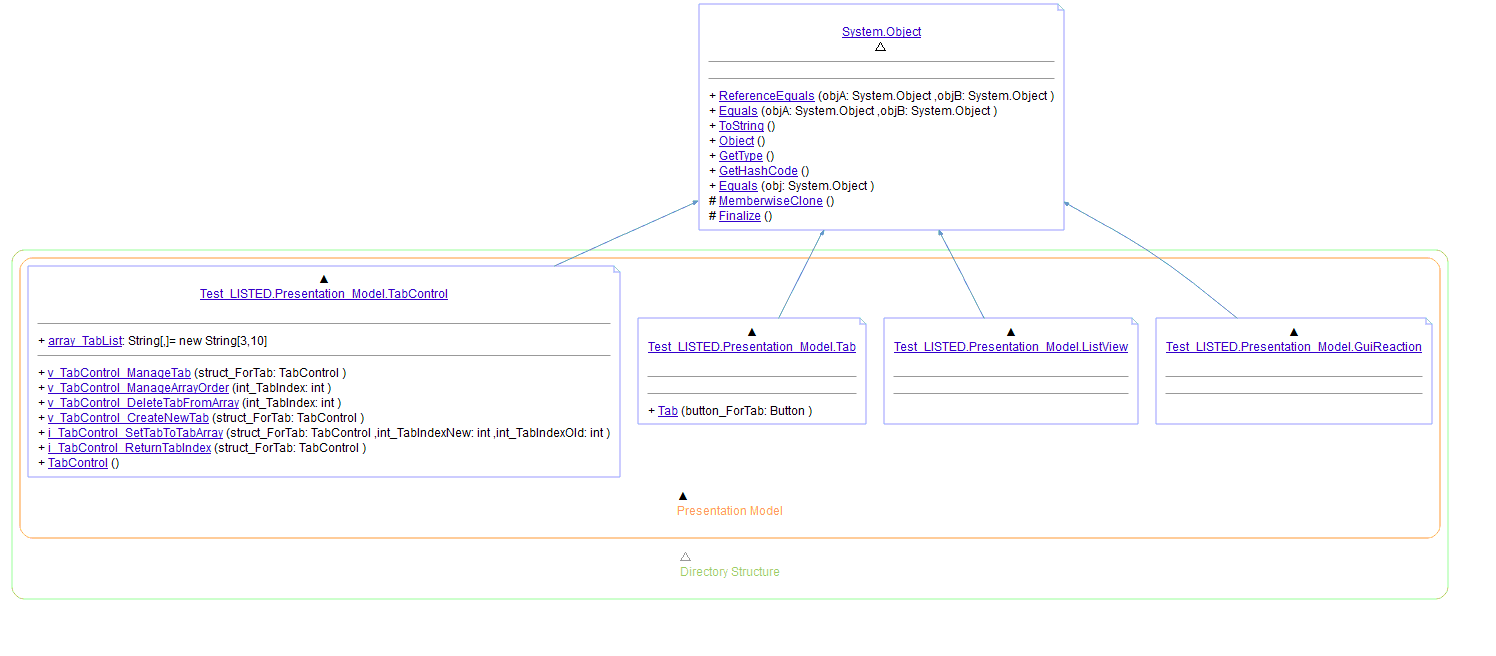 System.Object
+ ReferenceEquals (objA: System.Object ,objB: System.Object )
+ Equals (objA: System.Object ,objB: System.Object )
+ ToString ()
+ Object ()
+ GetType ()
+ GetHashCode ()
+ Equals (obj: System.Object )
# MemberwiseClone ()
# Finalize ()
Test_LISTED.Presentation_Model.TabControl
+ array_TabList: String[,]= new String[3,10]
+ v_TabControl_ManageTab (struct_ForTab: TabControl )
+ v_TabControl_ManageArrayOrder (int_TabIndex: int )
+ v_TabControl_DeleteTabFromArray (int_TabIndex: int )
+ v_TabControl_CreateNewTab (struct_ForTab: TabControl )
+ i_TabControl_SetTabToTabArray (struct_ForTab: TabControl ,int_TabIndexNew: int ,int_TabIndexOld: int )
+ i_TabControl_ReturnTabIndex (struct_ForTab: TabControl )
+ TabControl ()
Test_LISTED.Presentation_Model.Tab
+ Tab (button_ForTab: Button )
Test_LISTED.Presentation_Model.ListView
Test_LISTED.Presentation_Model.GuiReaction
Presentation Model
Directory Structure